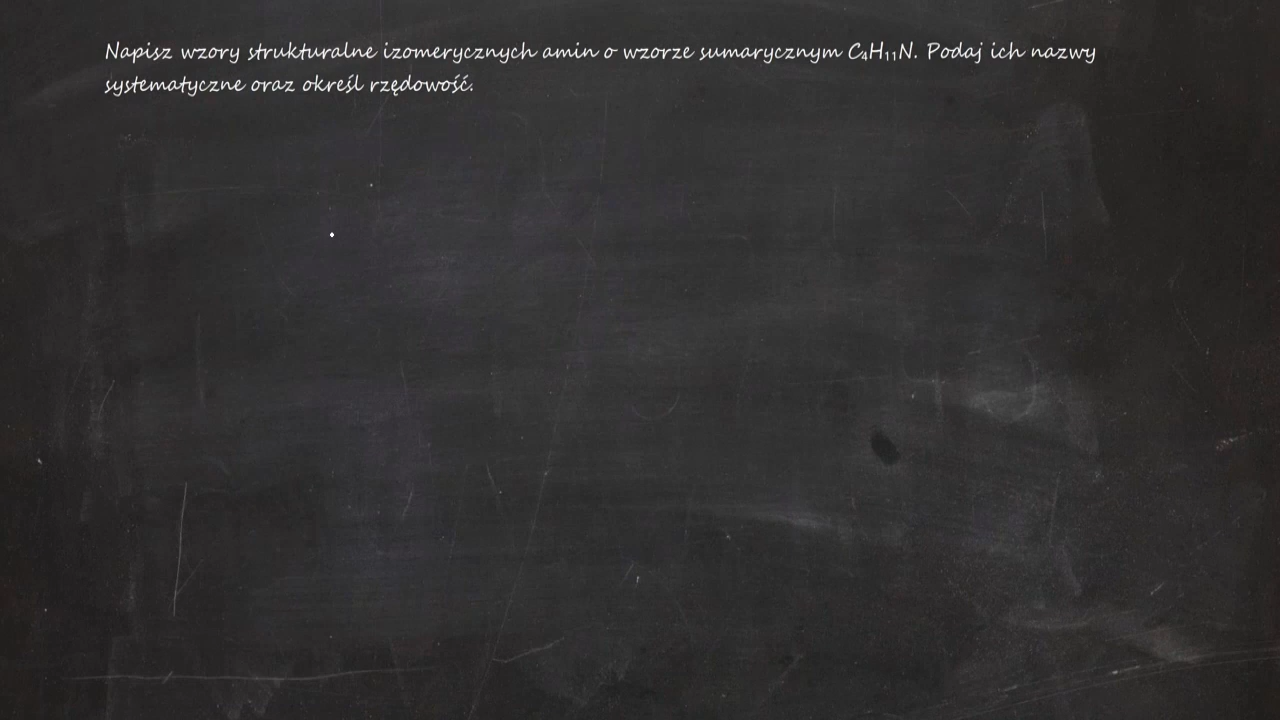 Napisz wzory strukturalne izomerycznych amin o wzorze sumarycznym C₄H₁₁N. Podaj ich nazwy
systematyczne oraz określ rzędowość.